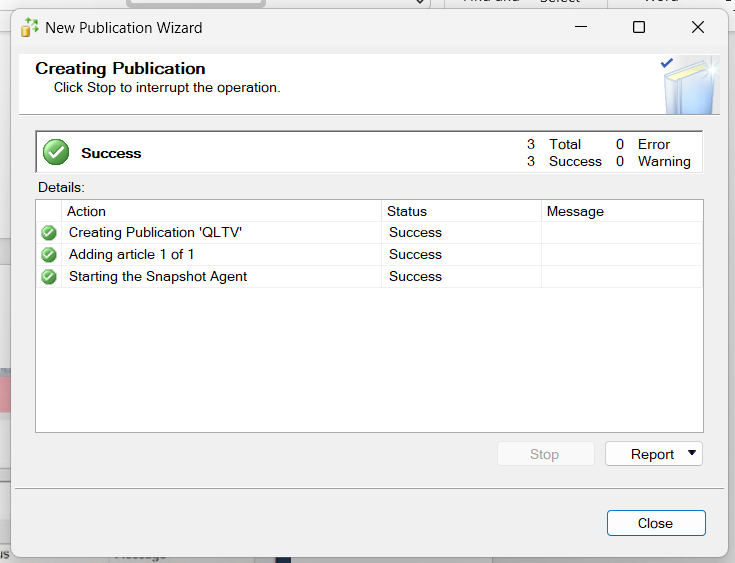 New Publication Wizard
Creating Publication
Click Stop to interrupt the operation.
Success
3 Total 0 Error
3 Success 0 Warning
Details:
Action Status Message
Creating Publication 'QLTV' Success
Adding article 1 of 1 Success
Starting the Snapshot Agent Success
Stop Report
Close